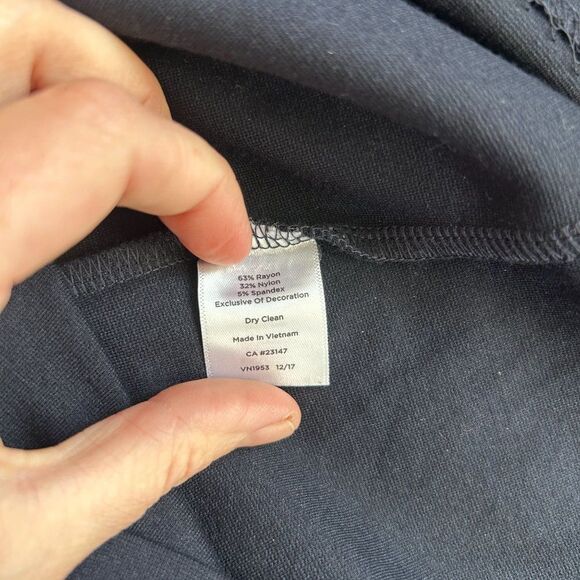 63% Rayon
32% Nylon
5% Spandex
Exclusive Of Decoration
Dry Clean
Made In Vietnam
CA #23147
VN1953 12/17